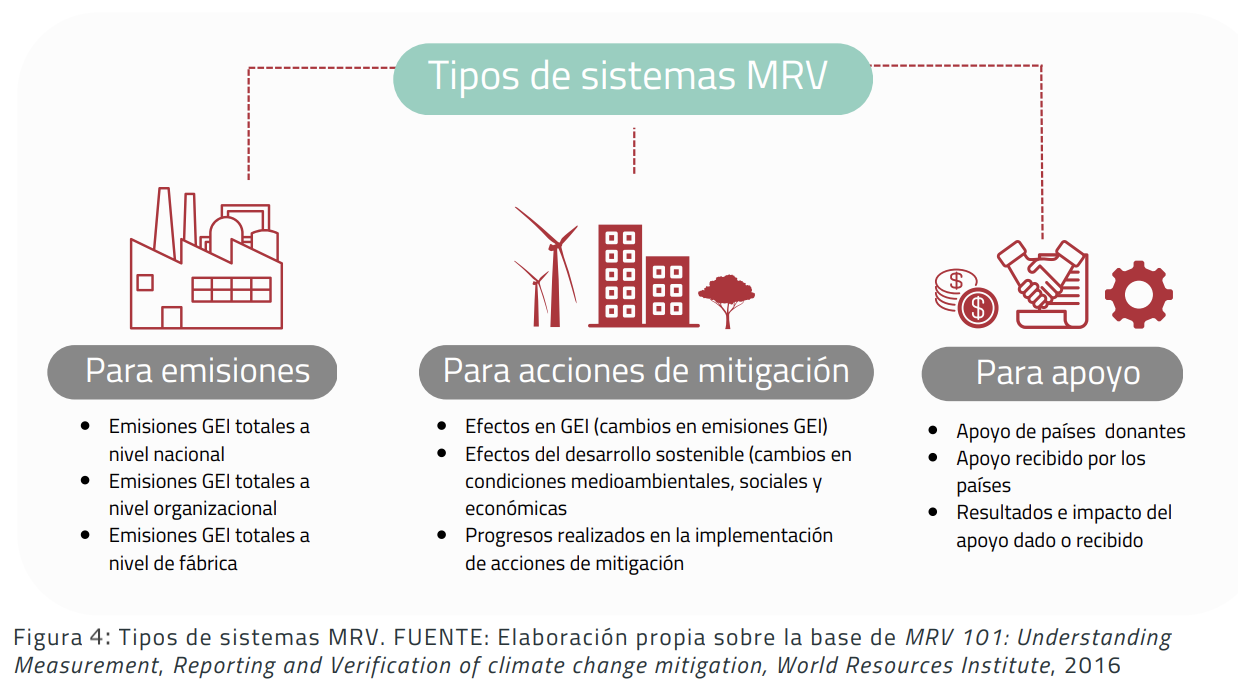 Tipos de sistemas MRV
Para emisiones
● Emisiones GEI totales a
nivel nacional
● Emisiones GEI totales a
nivel organizacional
● Emisiones GEI totales a
nivel de fábrica
Para acciones de mitigación
● Efectos en GEI (cambios en emisiones GEI)
● Efectos del desarrollo sostenible (cambios en
condiciones medioambientales, sociales y
económicas
● Progresos realizados en la implementación
de acciones de mitigación
$
$
Para apoyo
● Apoyo de países donantes
● Apoyo recibido por los
países
● Resultados e impacto del
apoyo dado o recibido
Figura 4: Tipos de sistemas MRV. FUENTE: Elaboración propia sobre la base de MRV 101: Understanding
Measurement, Reporting and Verification of climate change mitigation, World Resources Institute, 2016